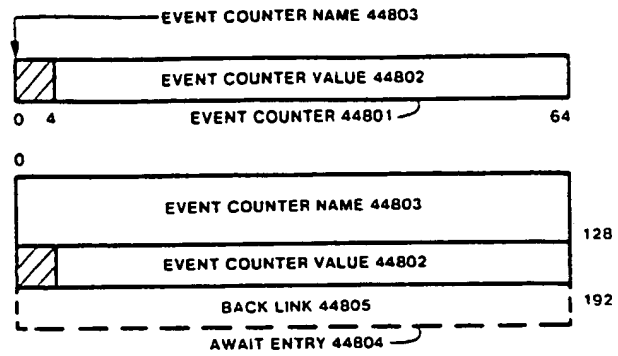 EVENT COUNTER NAME 44803
EVENT COUNTER VALUE 44802
0 4 EVENT COUNTER 44801 64
0
EVENT COUNTER NAME 44803
128
EVENT COUNTER VALUE 44802
BACK LINK 44805 192
AWAIT ENTRY 44804